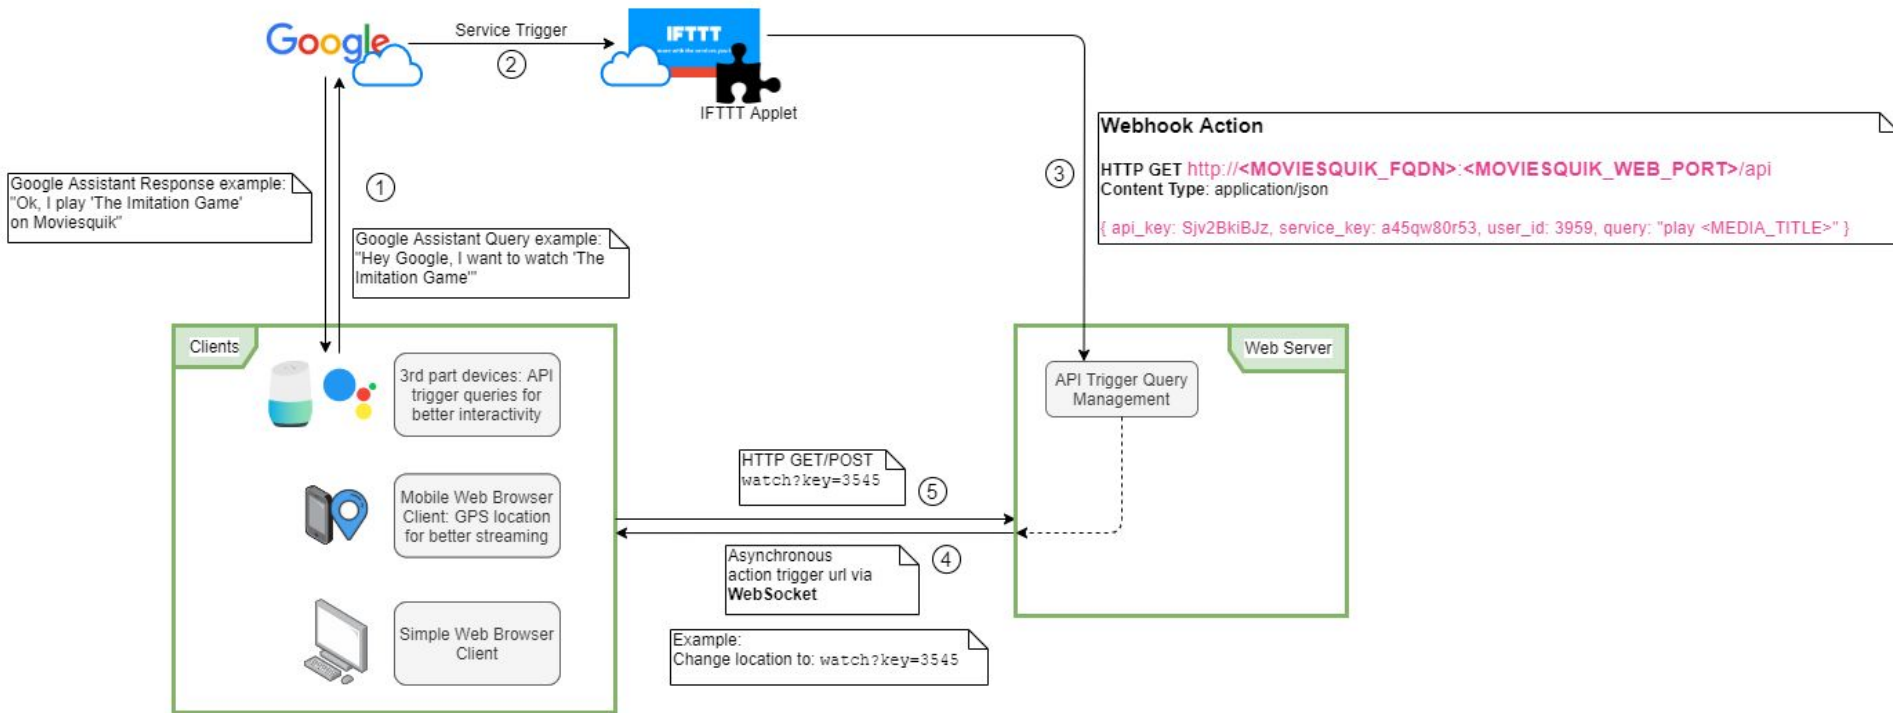 Google
Service Trigger
2
IFTTT
IFTTT Applet
Webhook Action
HTTP GET http://<MOVIESQUIK_FQDN>:<MOVIESQUIK_WEB_PORT>/api
Content Type: application/json
{ api_key: Sjv2BkiBJz, service_key: a45qw80r53, user_id: 3959, query: "play <MEDIA_TITLE>" }
3
Google Assistant Response example:
"Ok, I play 'The Imitation Game'
on Moviesquik"
1
Google Assistant Query example:
"Hey Google, I want to watch 'The
Imitation Game'"
Clients
3rd part devices: API
trigger queries for
better interactivity
Mobile Web Browser
Client: GPS location
for better streaming
Simple Web Browser
Client
Web Server
API Trigger Query
Management
HTTP GET/POST
watch?key=3545
5
Asynchronous
action trigger url via
WebSocket
4
Example:
Change location to: watch?key=3545